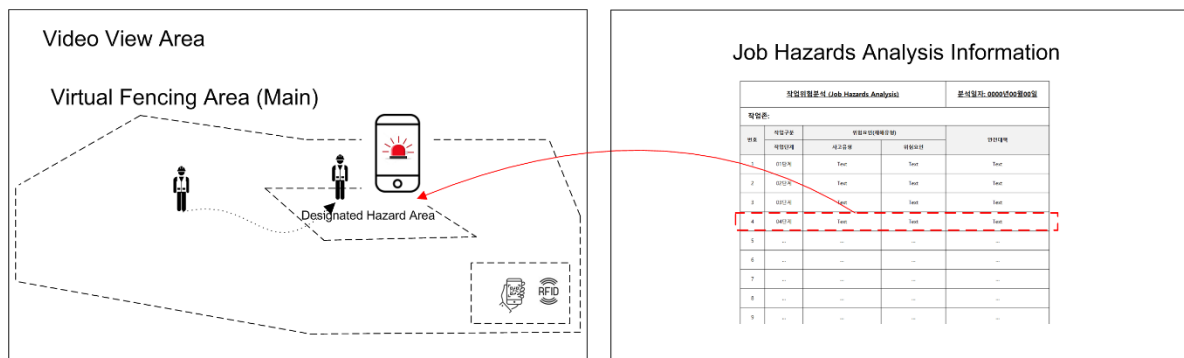 Video View Area
Virtual Fencing Area (Main)
Designated Hazard Area
RFID
Job Hazards Analysis Information
작업위험분석 (Job Hazards Analysis) 분석일자: 0000년00월00일
작업존:
번호 작업구분 위험요인(재해유형) 안전대책
작업단계 사고유형 위험요인
1 01단계 Text Text Text
2 02단계 Text Text Text
3 03단계 Text Text Text
4 04단계 Text Text Text
5 ... ... ... ...
6 ... ... ... ...
7 ... ... ... ...
8 ... ... ... ...
9 ... ... ... ...